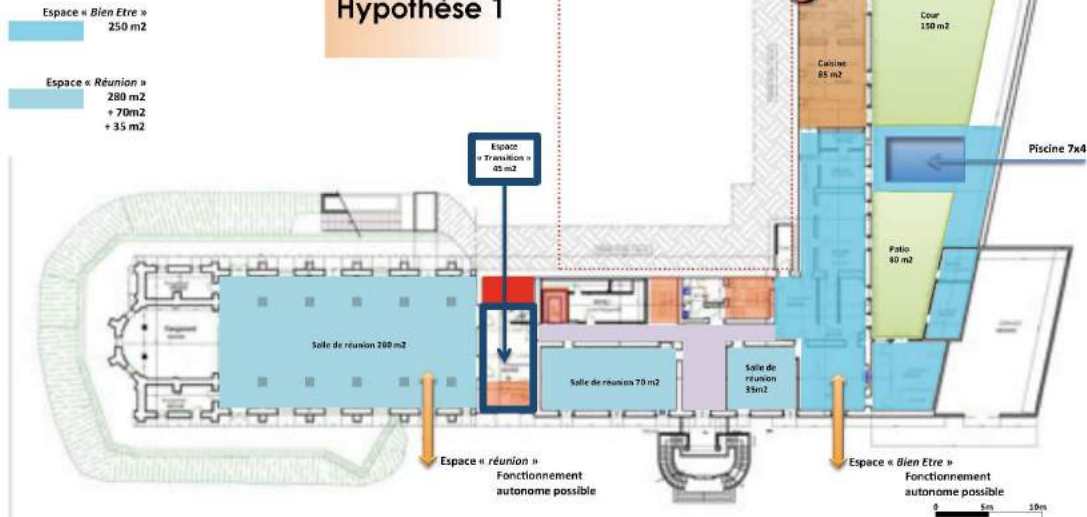 Hypothèse 1
Espace « Bien Etre »
250 m2
Espace « Réunion »
280 m2
+ 70m2
+ 35 m2
Cour
150 m2
Cuisine
85 m2
Espace
« Transition »
45 m2
Piscine 7x4
Patio
80 m2
Salle de réunion 280 m2
Salle de réunion 70 m2
Salle de
réunion
35m2
Espace « réunion »
Fonctionnement
autonome possible
Espace « Bien Etre »
Fonctionnement
autonome possible
0 5m 10m